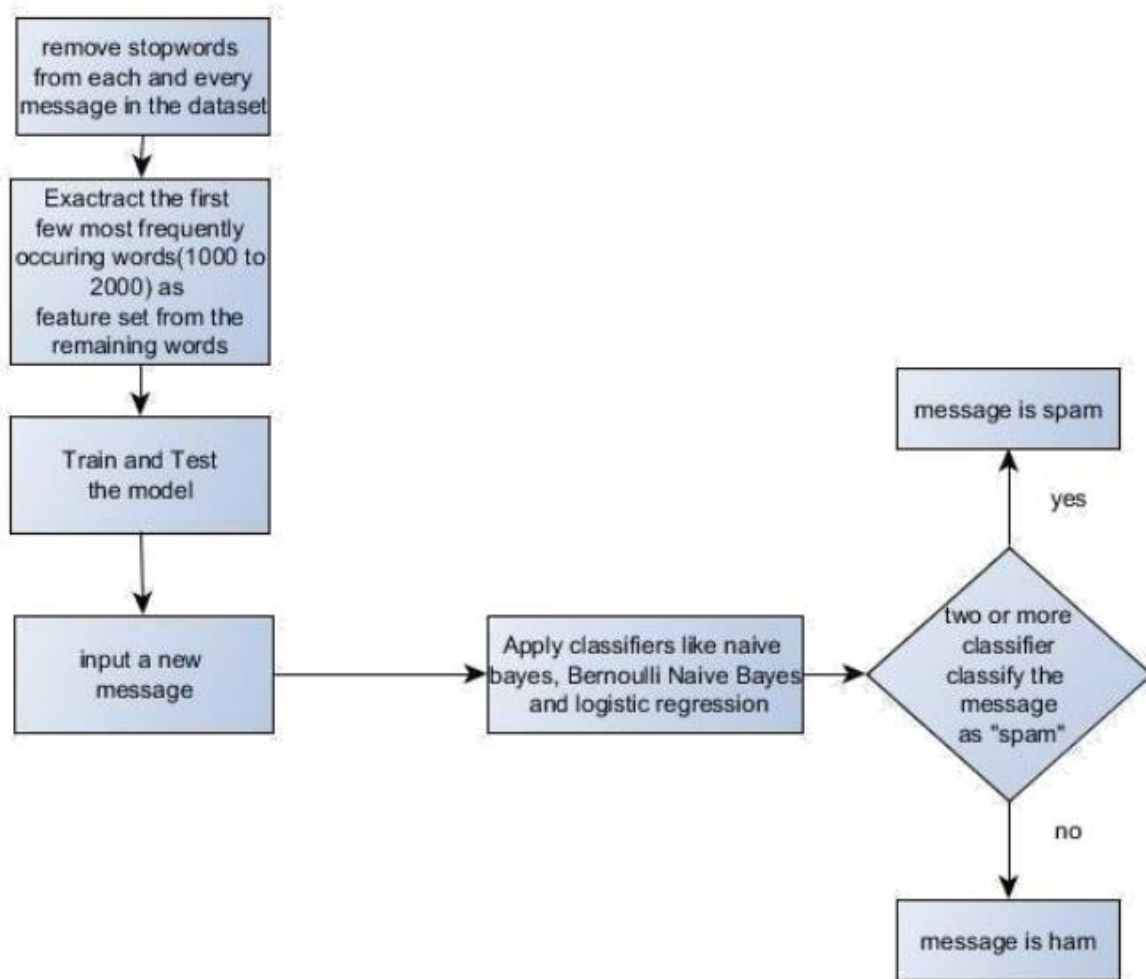 remove stopwords
from each and every
message in the dataset
Exactract the first
few most frequently
occuring words(1000 to
2000) as
feature set from the
remaining words
Train and Test
the model
input a new
message
Apply classifiers like naive
bayes, Bernoulli Naive Bayes
and logistic regression
two or more
classifier
classify the
message
as "spam"
yes
message is spam
no
message is ham